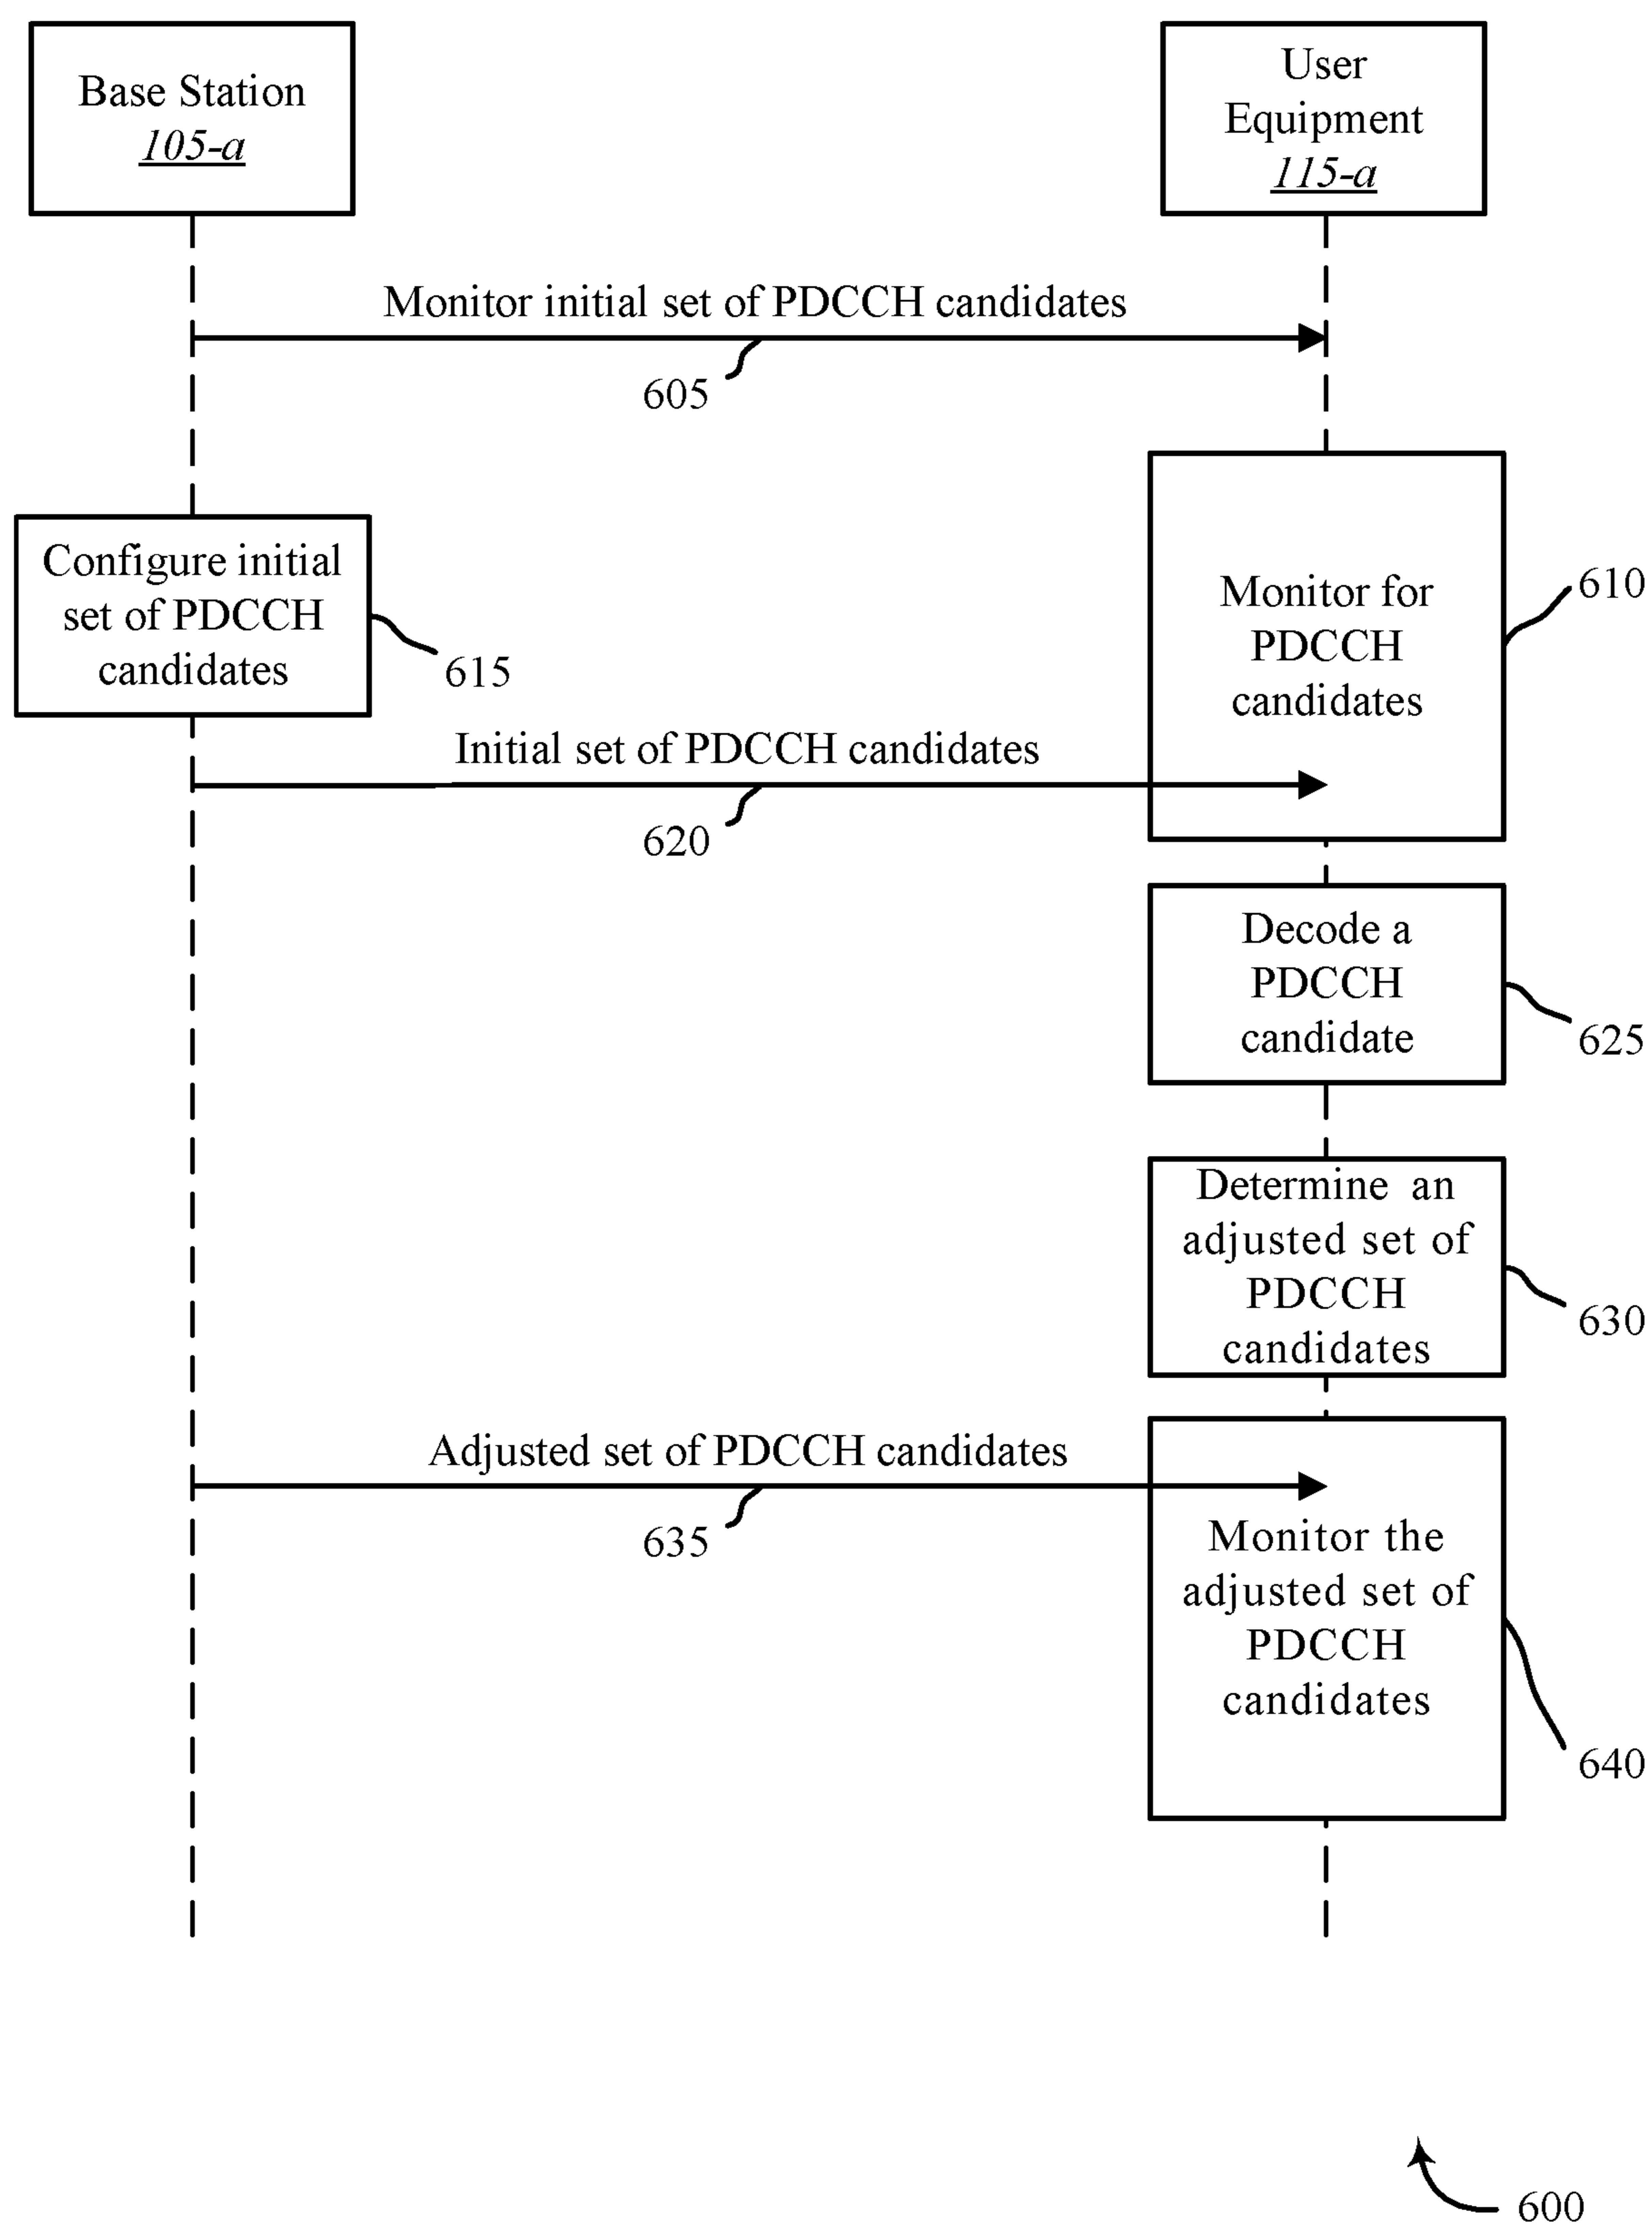 Base Station
105-a
User
Equipment
115-a
Monitor initial set of PDCCH candidates
605
Configure initial
set of PDCCH
candidates
615
Monitor for
PDCCH
candidates
610
Initial set of PDCCH candidates
620
Decode a
PDCCH
candidate
625
Determine an
adjusted set of
PDCCH
candidates
630
Adjusted set of PDCCH candidates
635
Monitor the
adjusted set of
PDCCH
candidates
640
600